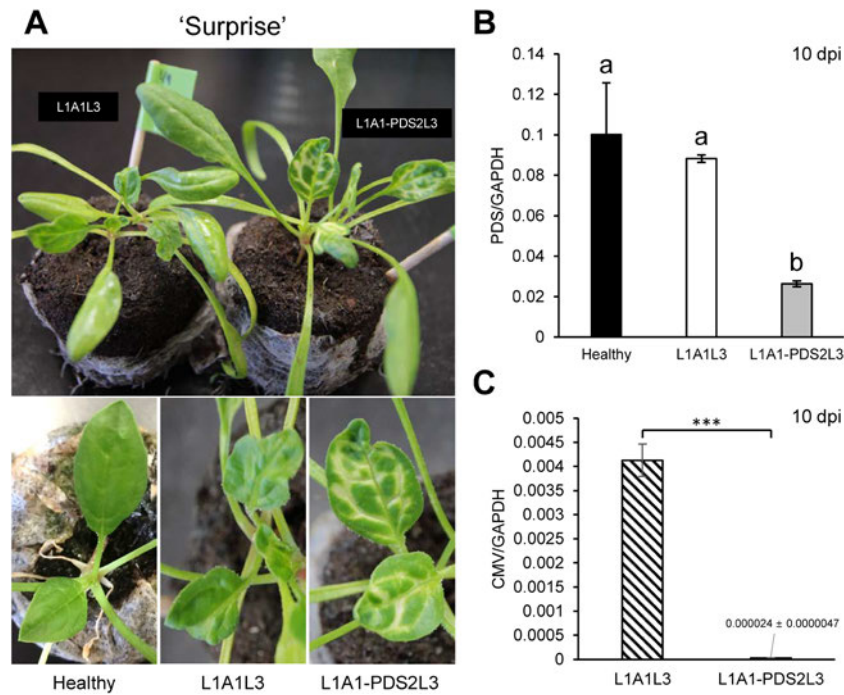 A
'Surprise'
L1A1L3
L1A1-PDS2L3
Healthy
L1A1L3
L1A1-PDS2L3
B
10 dpi
0.14
0.12
0.1
0.08
0.06
0.04
0.02
0
PDS/GAPDH
a
a
b
Healthy
L1A1L3
L1A1-PDS2L3
C
10 dpi
0.005
0.0045
0.004
0.0035
0.003
0.0025
0.002
0.0015
0.001
0.0005
0
CMV/GAPDH
***
0.000024 ± 0.0000047
L1A1L3
L1A1-PDS2L3